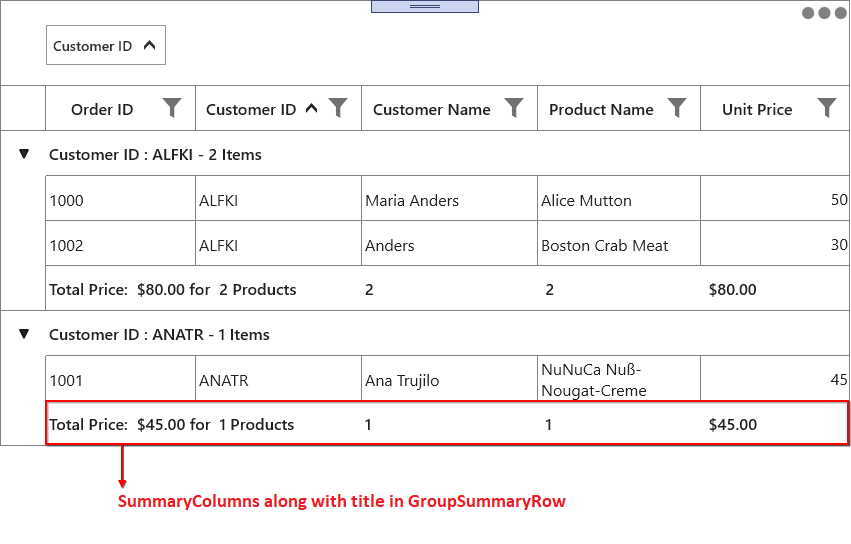 Customer ID
Order ID Customer ID Customer Name Product Name Unit Price
Customer ID : ALFKI - 2 Items
1000 ALFKI Maria Anders Alice Mutton 50
1002 ALFKI Anders Boston Crab Meat 30
Total Price: $80.00 for 2 Products 2 2 $80.00
Customer ID : ANATR - 1 Items
1001 ANATR Ana Trujilo NuNuCa Nuß-
Nougat-Creme 45
Total Price: $45.00 for 1 Products 1 1 $45.00
SummaryColumns along with title in GroupSummaryRow